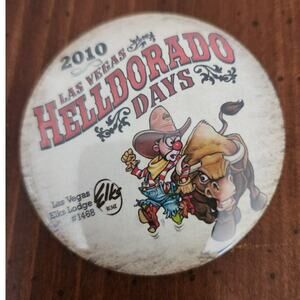 2010
LAS VEGAS
HELLDORADO
DAYS
Las Vegas
Elks Lodge
#1468
Elks